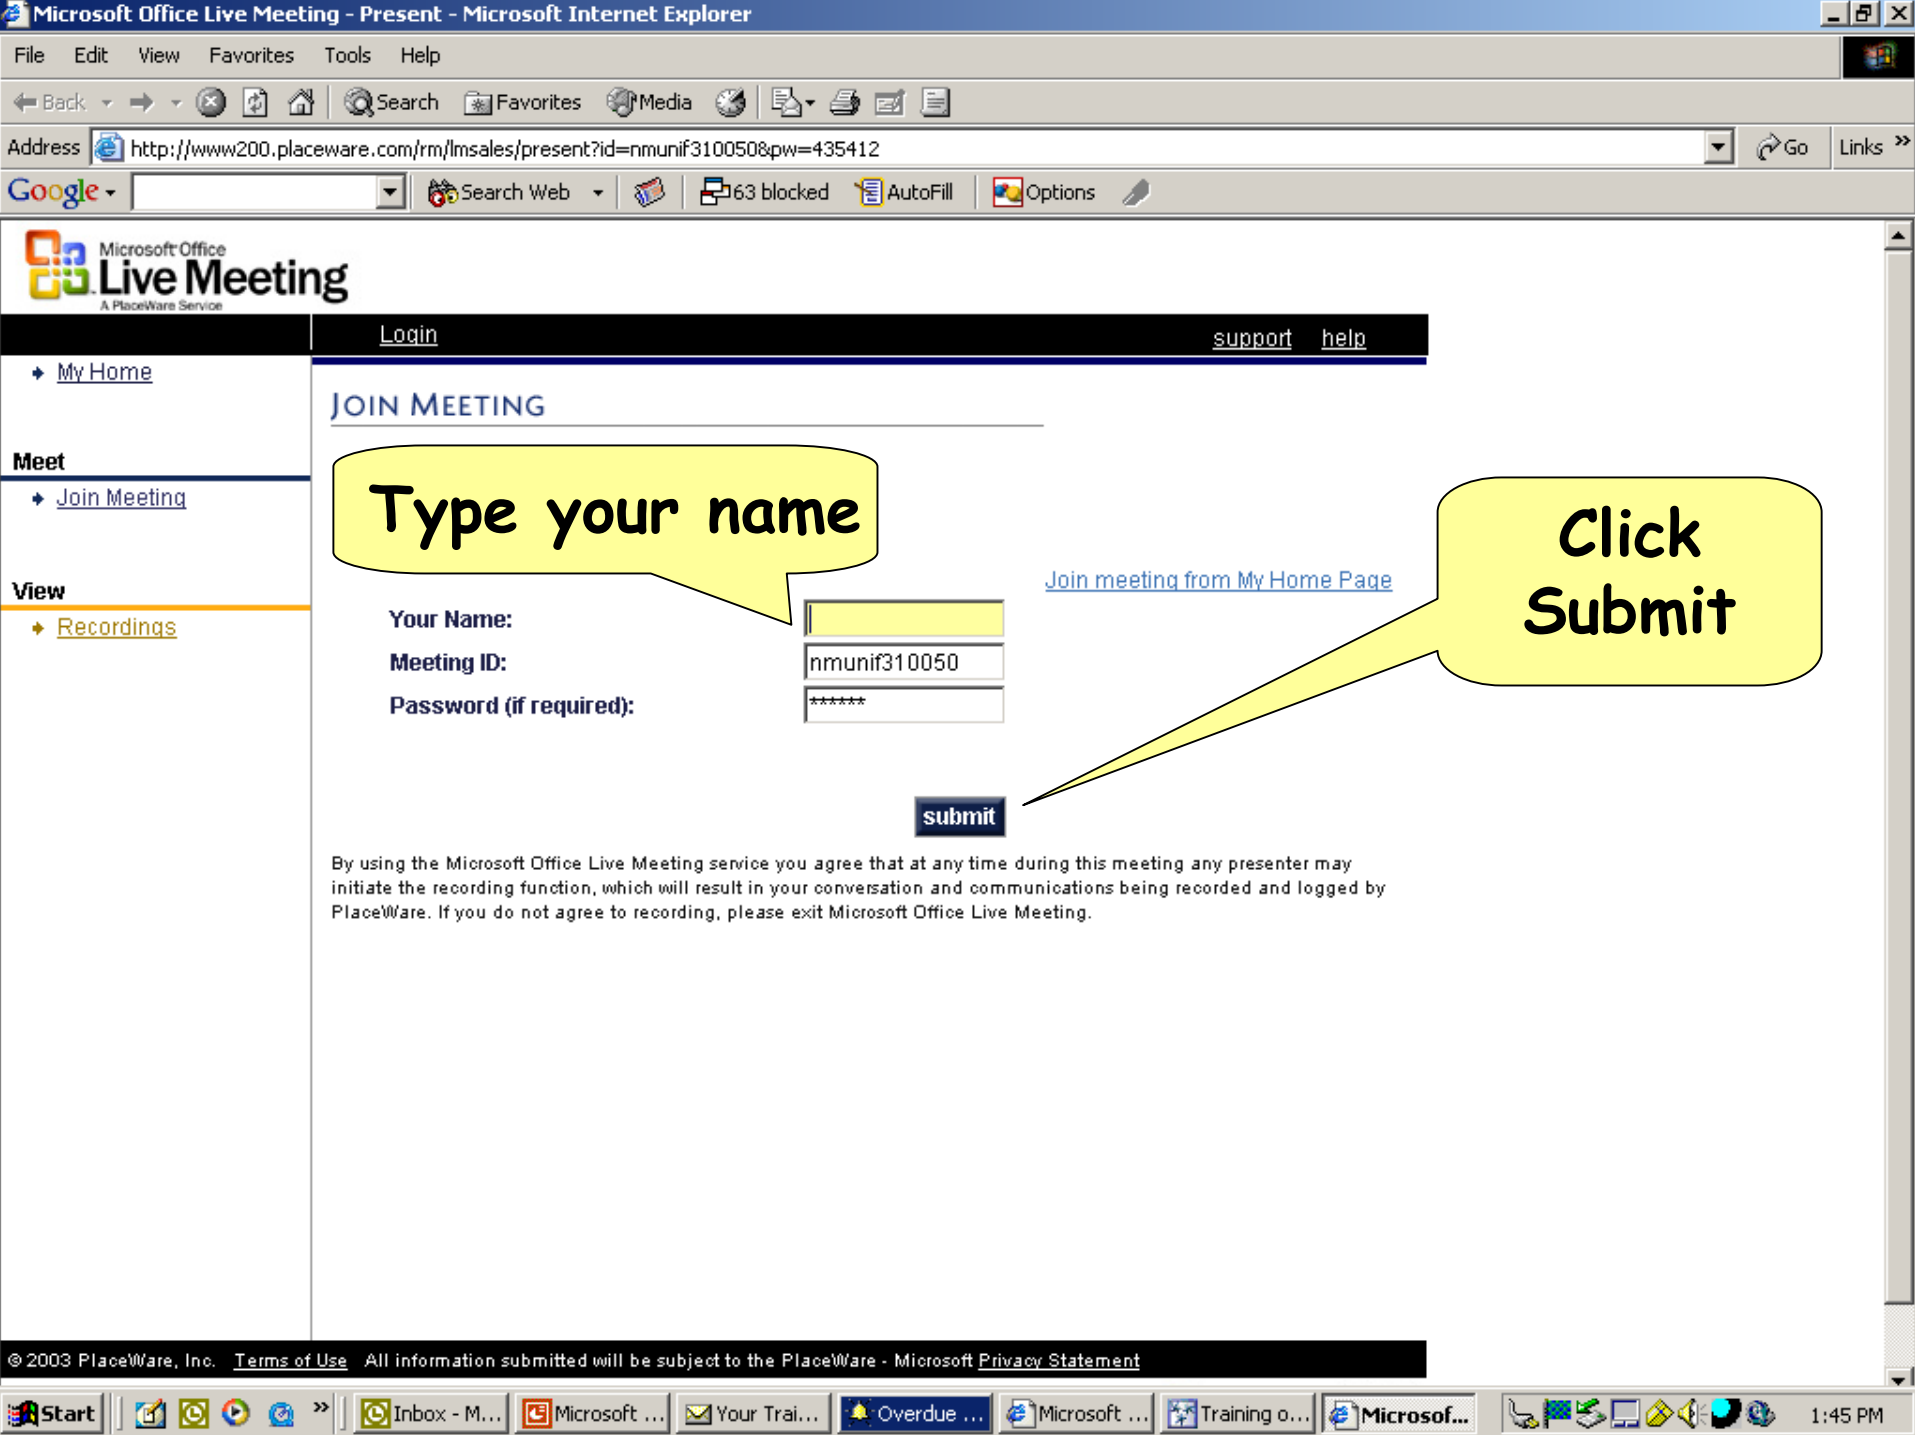 Microsoft Office Live Meeting - Present - Microsoft Internet Explorer
File Edit View Favorites Tools Help
Back Search Favorites Media
Address http://www200.placeware.com/rm/lmsales/present?id=nmunif310050&pw=435412 Go Links »
Google Search Web 63 blocked AutoFill Options
Microsoft Office
Live Meeting
A PlaceWare Service
Login support help
My Home
JOIN MEETING
Meet
Join Meeting
Type your name
Click
Submit
Join meeting from My Home Page
View
Recordings
Your Name:
Meeting ID: nmunif310050
Password (if required): ******
submit
By using the Microsoft Office Live Meeting service you agree that at any time during this meeting any presenter may
initiate the recording function, which will result in your conversation and communications being recorded and logged by
PlaceWare. If you do not agree to recording, please exit Microsoft Office Live Meeting.
© 2003 PlaceWare, Inc. Terms of Use All information submitted will be subject to the PlaceWare - Microsoft Privacy Statement
Start » Inbox - M... Microsoft ... Your Trai... Overdue ... Microsoft ... Training o... Microsof... 1:45 PM